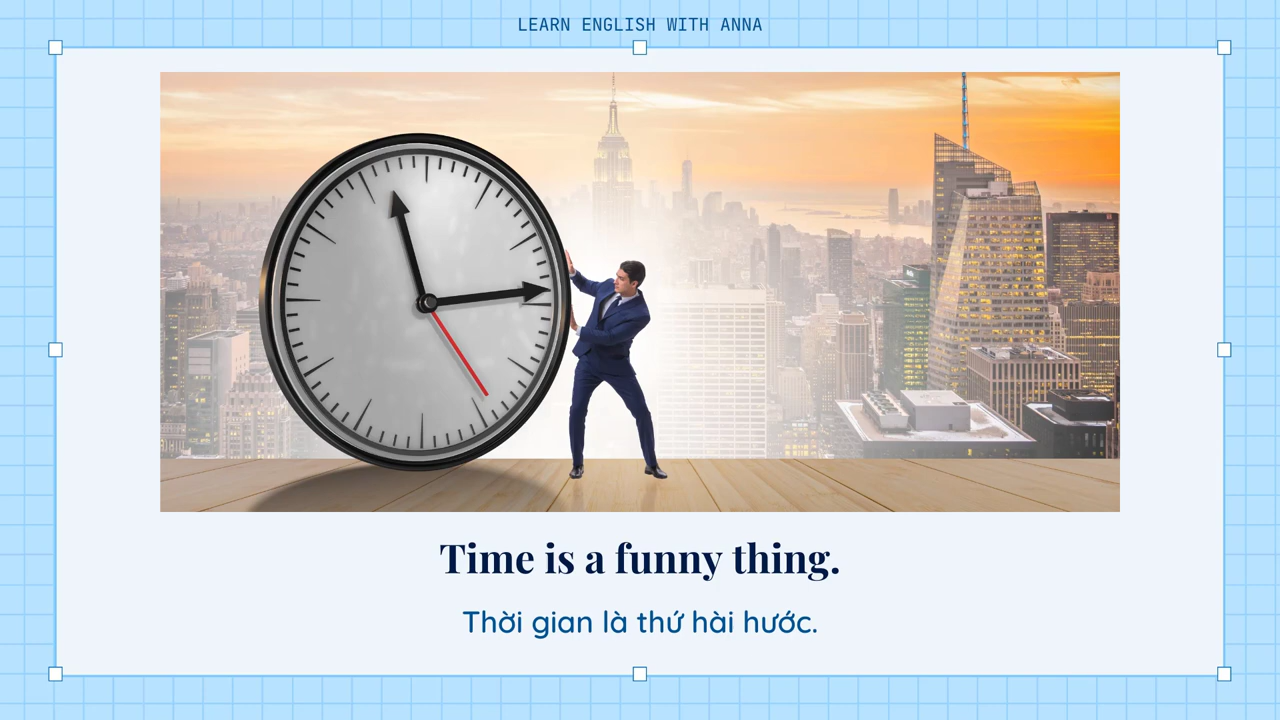 LEARN ENGLISH WITH ANNA
Time is a funny thing.
Thời gian là thứ hài hước.